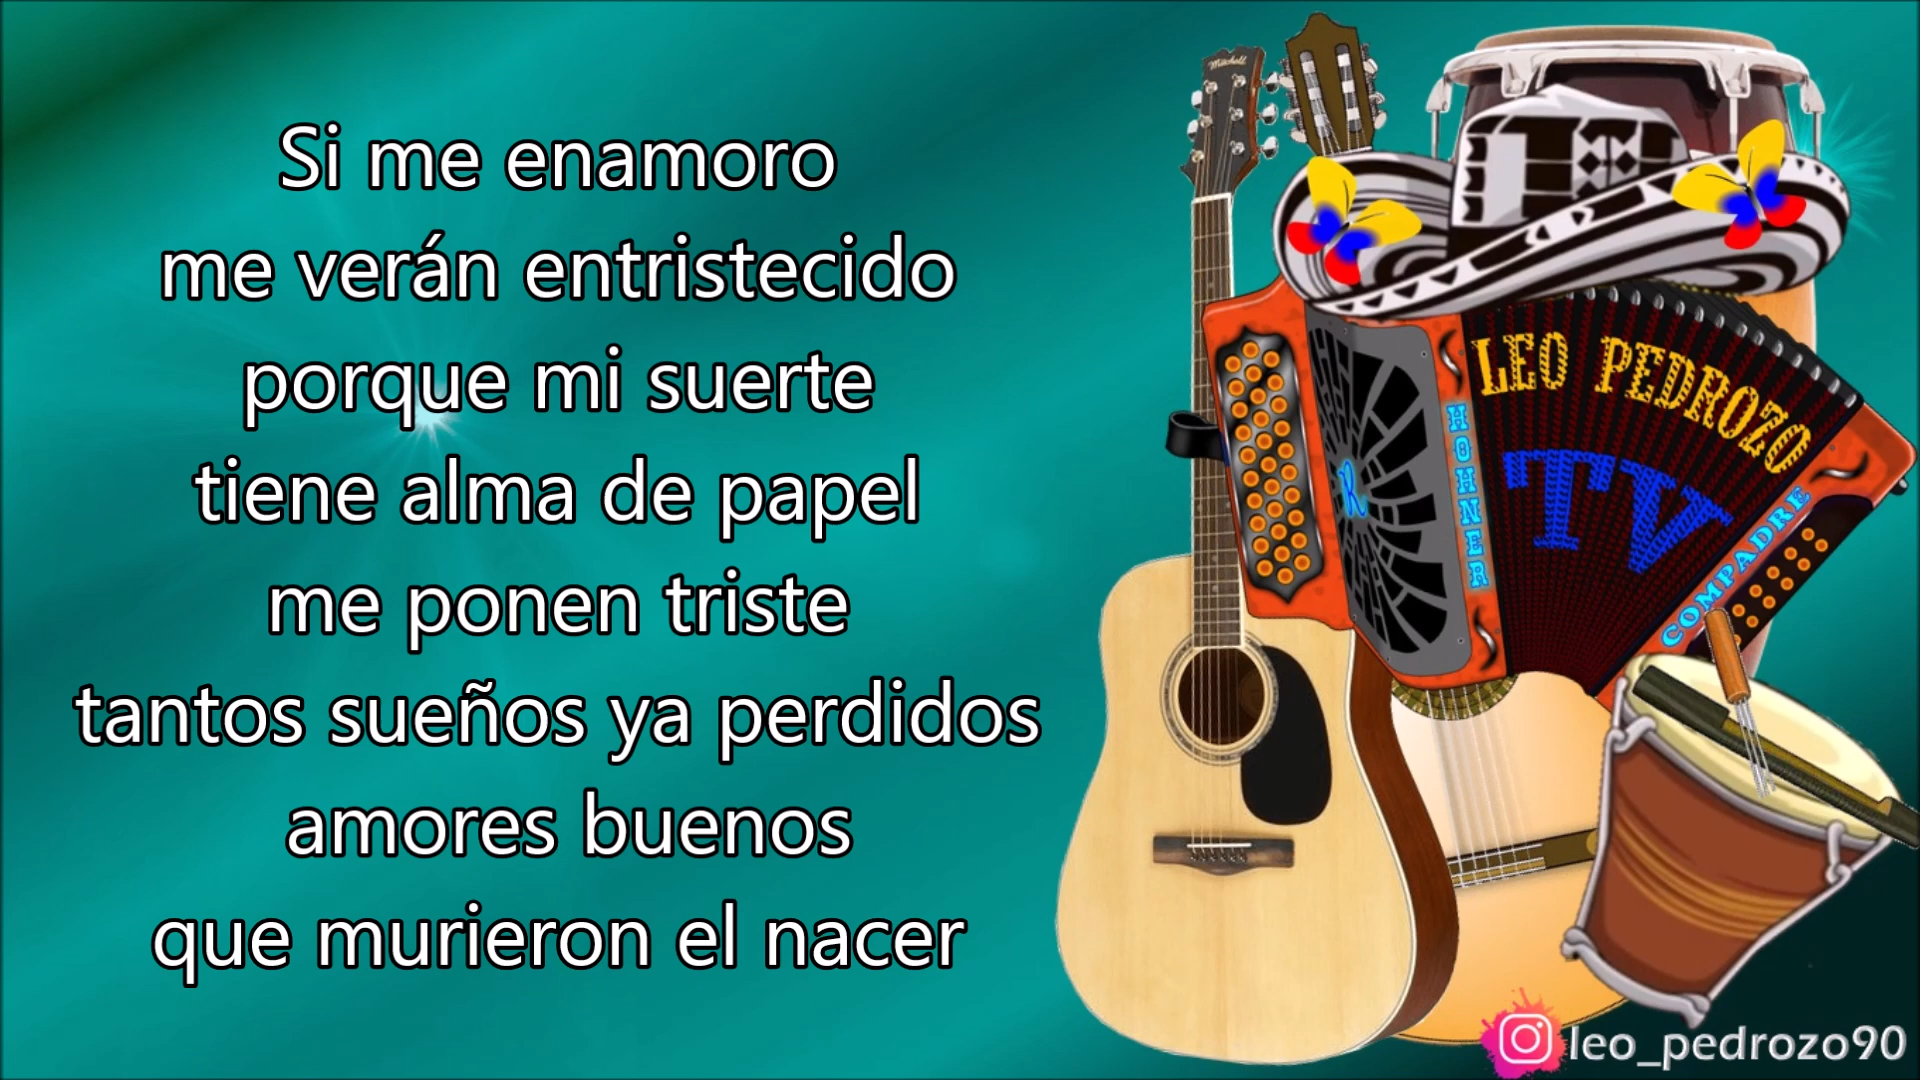 Si me enamoro
me verán entristecido
porque mi suerte
tiene alma de papel
me ponen triste
tantos sueños ya perdidos
amores buenos
que murieron el nacer
Mitchell
LEO PEDROZO
TV
HOHNER
R
COMPADRE
leo_pedrozo90